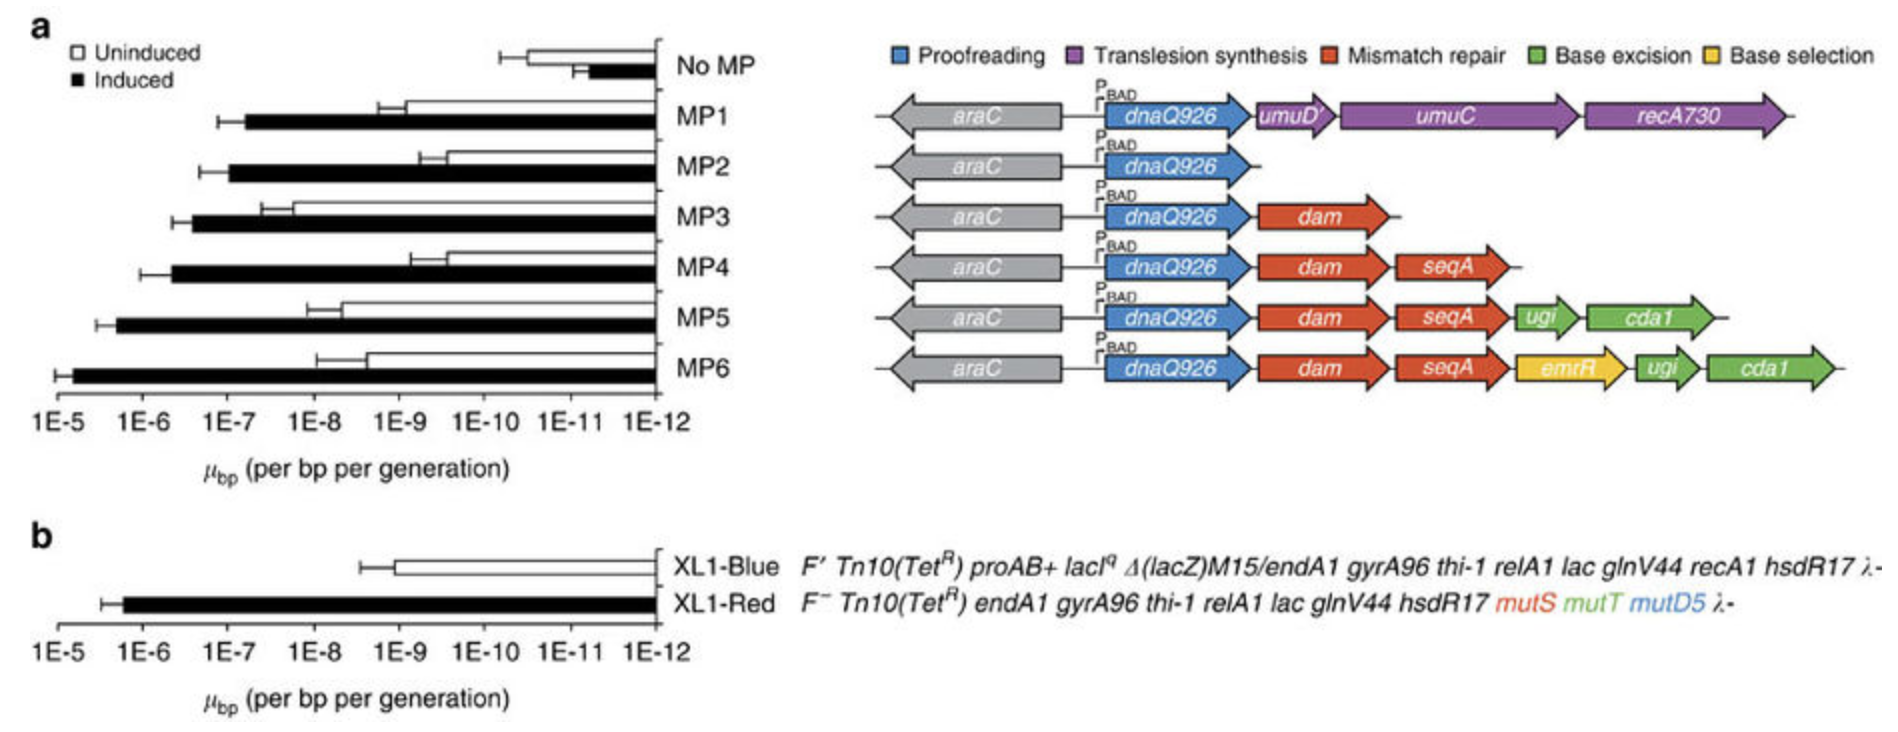 a
Uninduced
Induced
Proofreading Translesion synthesis Mismatch repair Base excision Base selection
No MP
MP1 araC PBAD dnaQ926 umuD' umuC recA730
MP2 araC PBAD dnaQ926
MP3 araC PBAD dnaQ926 dam
MP4 araC PBAD dnaQ926 dam seqA
MP5 araC PBAD dnaQ926 dam seqA ugi cda1
MP6 araC PBAD dnaQ926 dam seqA emrR ugi cda1
1E-5 1E-6 1E-7 1E-8 1E-9 1E-10 1E-11 1E-12
μbp (per bp per generation)
b
XL1-Blue F′ Tn10(TetR) proAB+ lacIq Δ(lacZ)M15/endA1 gyrA96 thi-1 relA1 lac glnV44 recA1 hsdR17 λ-
XL1-Red F− Tn10(TetR) endA1 gyrA96 thi-1 relA1 lac glnV44 hsdR17 mutS mutT mutD5 λ-
1E-5 1E-6 1E-7 1E-8 1E-9 1E-10 1E-11 1E-12
μbp (per bp per generation)